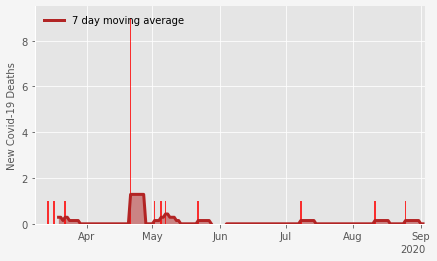 7 day moving average
New Covid-19 Deaths
8
6
4
2
0
Apr
May
Jun
Jul
Aug
Sep
2020